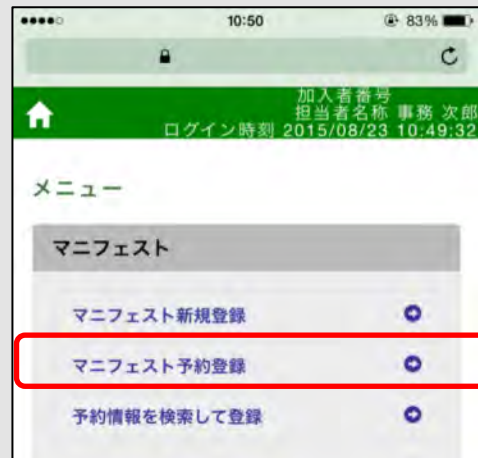 10:50
83%
加入者番号
担当者名称 事務 次郎
ログイン時刻 2015/08/23 10:49:32
メニュー
マニフェスト
マニフェスト新規登録
マニフェスト予約登録
予約情報を検索して登録